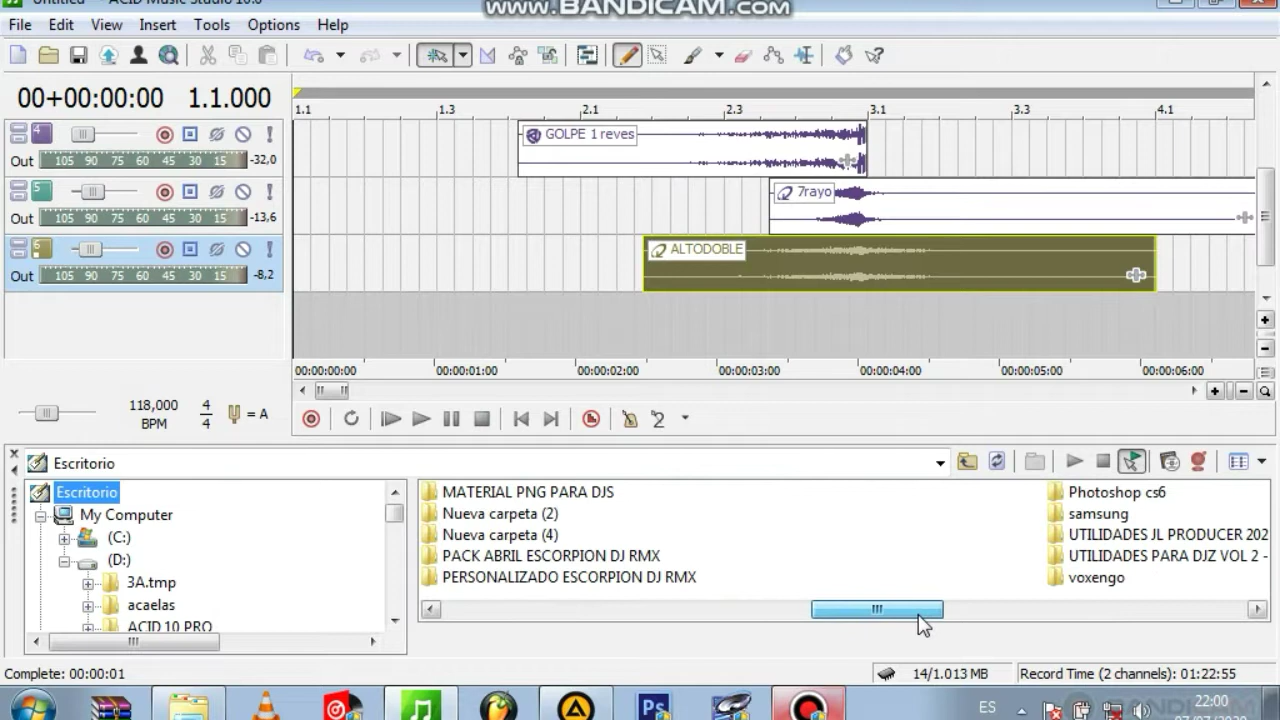 Untitled * - ACID Music Studio 10.0
www.BANDICAM.com
File Edit View Insert Tools Options Help
00+00:00:00 1.1.000
1.1 1.3 2.1 2.3 3.1 3.3 4.1
4
Out 105 90 75 60 45 30 15 -32,0
GOLPE 1 reves
5
Out 105 90 75 60 45 30 15 -13,6
7rayo
6
Out 105 90 75 60 45 30 15 -8,2
ALTODOBLE
00:00:00:00 00:00:01:00 00:00:02:00 00:00:03:00 00:00:04:00 00:00:05:00 00:00:06:00
118,000
BPM
4
4
= A
Escritorio
Escritorio
My Computer
(C:)
(D:)
3A.tmp
acaelas
ACID 10 PRO
MATERIAL PNG PARA DJS
Nueva carpeta (2)
Nueva carpeta (4)
PACK ABRIL ESCORPION DJ RMX
PERSONALIZADO ESCORPION DJ RMX
Photoshop cs6
samsung
UTILIDADES JL PRODUCER 202
UTILIDADES PARA DJZ VOL 2 -
voxengo
Complete: 00:00:01
14/1.013 MB
Record Time (2 channels): 01:22:55
Ps
ES
22:00
07/07/2020
BANDICAM